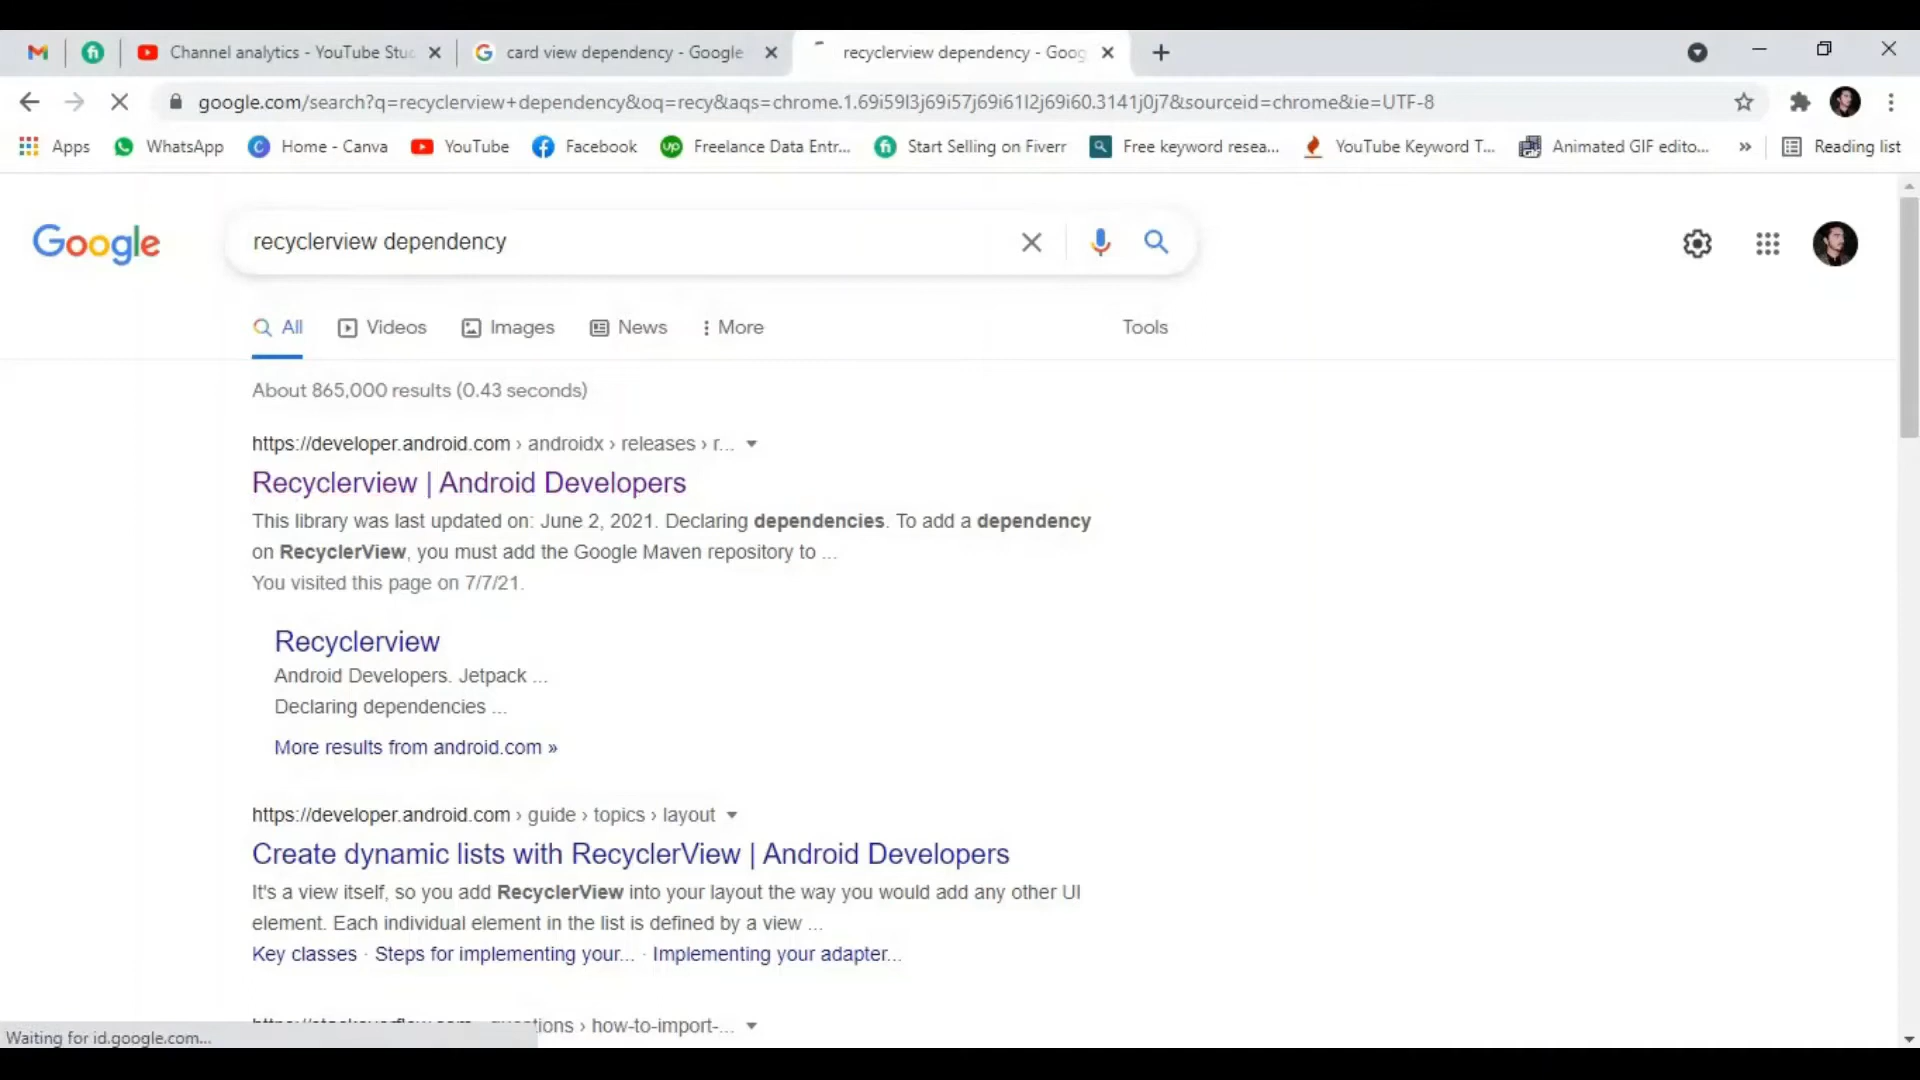 Channel analytics - YouTube Stu
card view dependency - Google
recyclerview dependency - Goog
google.com/search?q=recyclerview+dependency&oq=recy&aqs=chrome.1.69i59l3j69i57j69i61l2j69i60.3141j0j7&sourceid=chrome&ie=UTF-8
Apps WhatsApp Home - Canva YouTube Facebook Freelance Data Entr... Start Selling on Fiverr Free keyword resea... YouTube Keyword T... Animated GIF edito... » Reading list
Google recyclerview dependency
All Videos Images News More Tools
About 865,000 results (0.43 seconds)
https://developer.android.com › androidx › releases › r...
Recyclerview | Android Developers
This library was last updated on: June 2, 2021. Declaring dependencies. To add a dependency
on RecyclerView, you must add the Google Maven repository to ...
You visited this page on 7/7/21.
Recyclerview
Android Developers. Jetpack ...
Declaring dependencies ...
More results from android.com »
https://developer.android.com › guide › topics › layout
Create dynamic lists with RecyclerView | Android Developers
It's a view itself, so you add RecyclerView into your layout the way you would add any other UI
element. Each individual element in the list is defined by a view ...
Key classes · Steps for implementing your... · Implementing your adapter...
› how-to-import-...
Waiting for id.google.com...